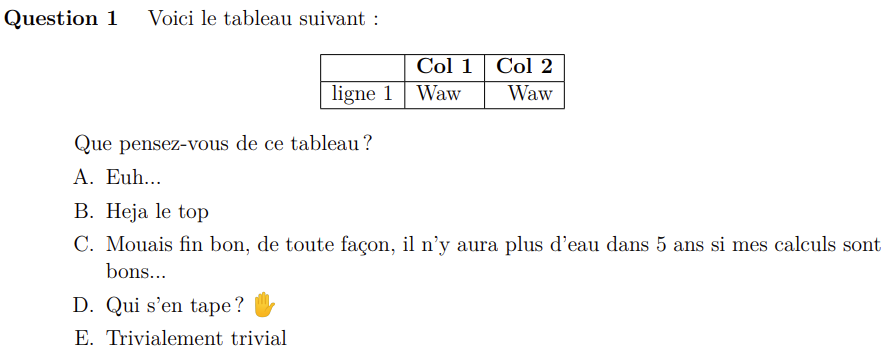 Question 1 Voici le tableau suivant :
Col 1 Col 2
ligne 1 Waw Waw
Que pensez-vous de ce tableau ?
A. Euh...
B. Heja le top
C. Mouais fin bon, de toute façon, il n'y aura plus d'eau dans 5 ans si mes calculs sont
bons...
D. Qui s'en tape ? ✋
E. Trivialement trivial